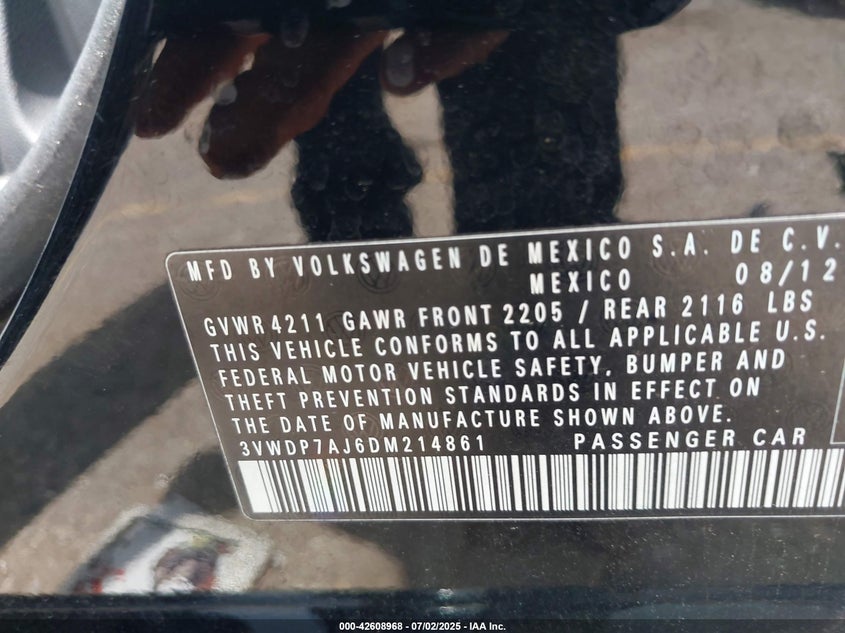 MFD BY VOLKSWAGEN DE MEXICO S.A. DE C.V.
MEXICO 08/12
GVWR 4211 GAWR FRONT 2205 / REAR 2116 LBS
THIS VEHICLE CONFORMS TO ALL APPLICABLE U.S.
FEDERAL MOTOR VEHICLE SAFETY, BUMPER AND
THEFT PREVENTION STANDARDS IN EFFECT ON
THE DATE OF MANUFACTURE SHOWN ABOVE.
3VWDP7AJ6DM214861 PASSENGER CAR
000-42608968 - 07/02/2025 - IAA Inc.